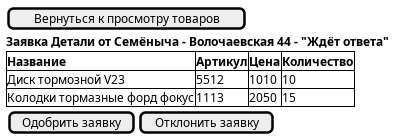 Вернуться к просмотру товаров
Заявка Детали от Семёныча - Волочаевская 44 - "Ждёт ответа"
Название Артикул Цена Количество
Диск тормозной V23 5512 1010 10
Колодки тормазные форд фокус 1113 2050 15
Одобрить заявку Отклонить заявку